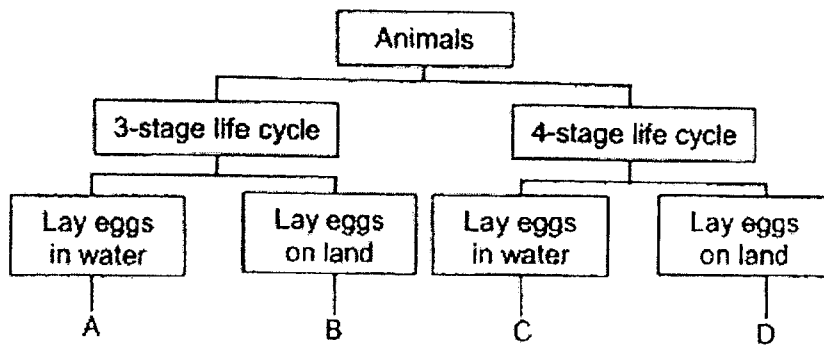 Animals
3-stage life cycle
4-stage life cycle
Lay eggs
in water
Lay eggs
on land
Lay eggs
in water
Lay eggs
on land
A
B
C
D